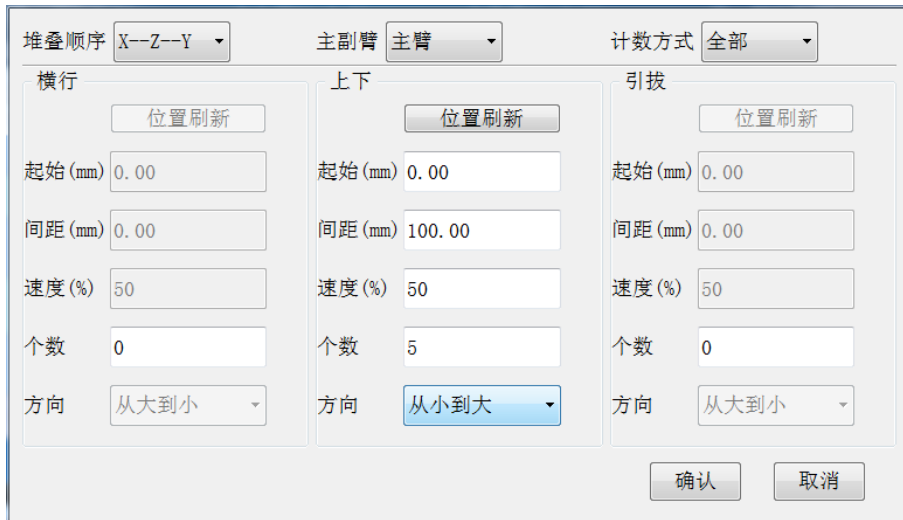 堆叠顺序 X--Z--Y 主副臂 主臂 计数方式 全部
横行 上下 引拔
位置刷新 位置刷新 位置刷新
起始(mm) 0.00 起始(mm) 0.00 起始(mm) 0.00
间距(mm) 0.00 间距(mm) 100.00 间距(mm) 0.00
速度(%) 50 速度(%) 50 速度(%) 50
个数 0 个数 5 个数 0
方向 从大到小 方向 从小到大 方向 从大到小
确认 取消